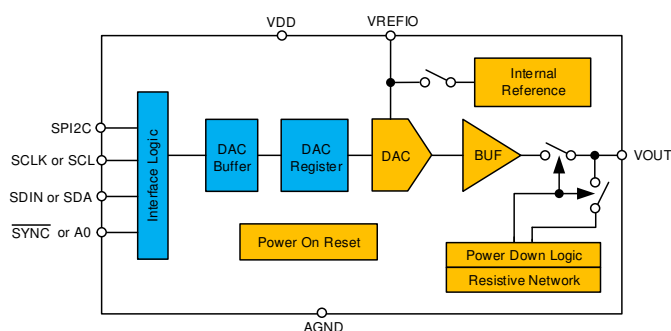 VDD
VREFIO
Internal
Reference
SPI2C
SCLK or SCL
SDIN or SDA
SYNC or A0
Interface Logic
DAC
Buffer
DAC
Register
DAC
BUF
VOUT
Power On Reset
Power Down Logic
Resistive Network
AGND